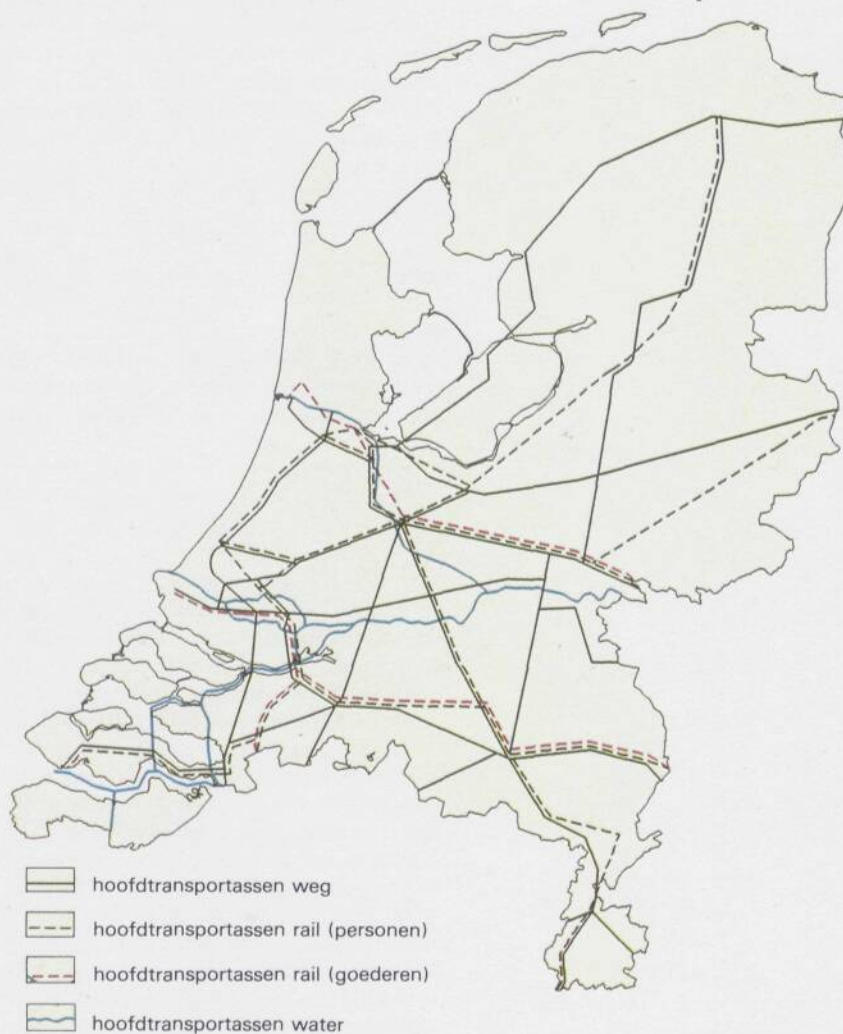 hoofdtransportassen weg
hoofdtransportassen rail (personen)
hoofdtransportassen rail (goederen)
hoofdtransportassen water